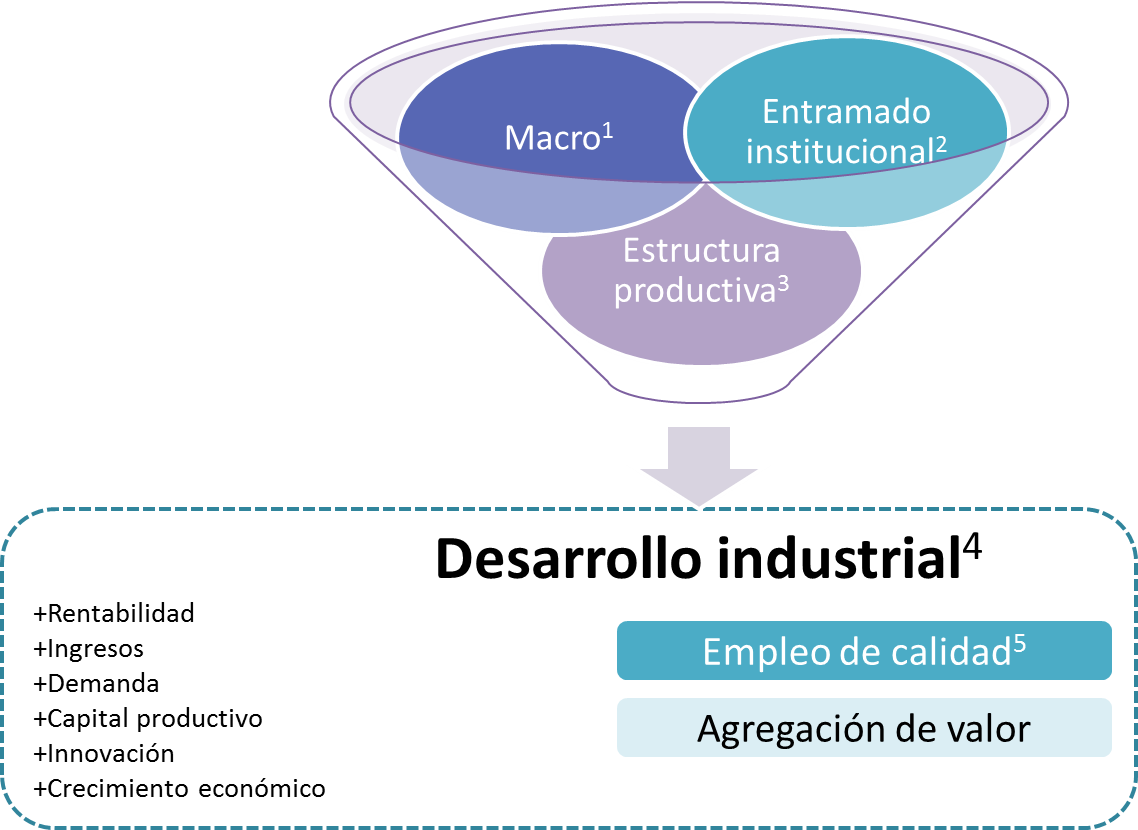 Macro¹
Entramado
institucional²
Estructura
productiva³
Desarrollo industrial⁴
+Rentabilidad
+Ingresos
+Demanda
+Capital productivo
+Innovación
+Crecimiento económico
Empleo de calidad⁵
Agregación de valor